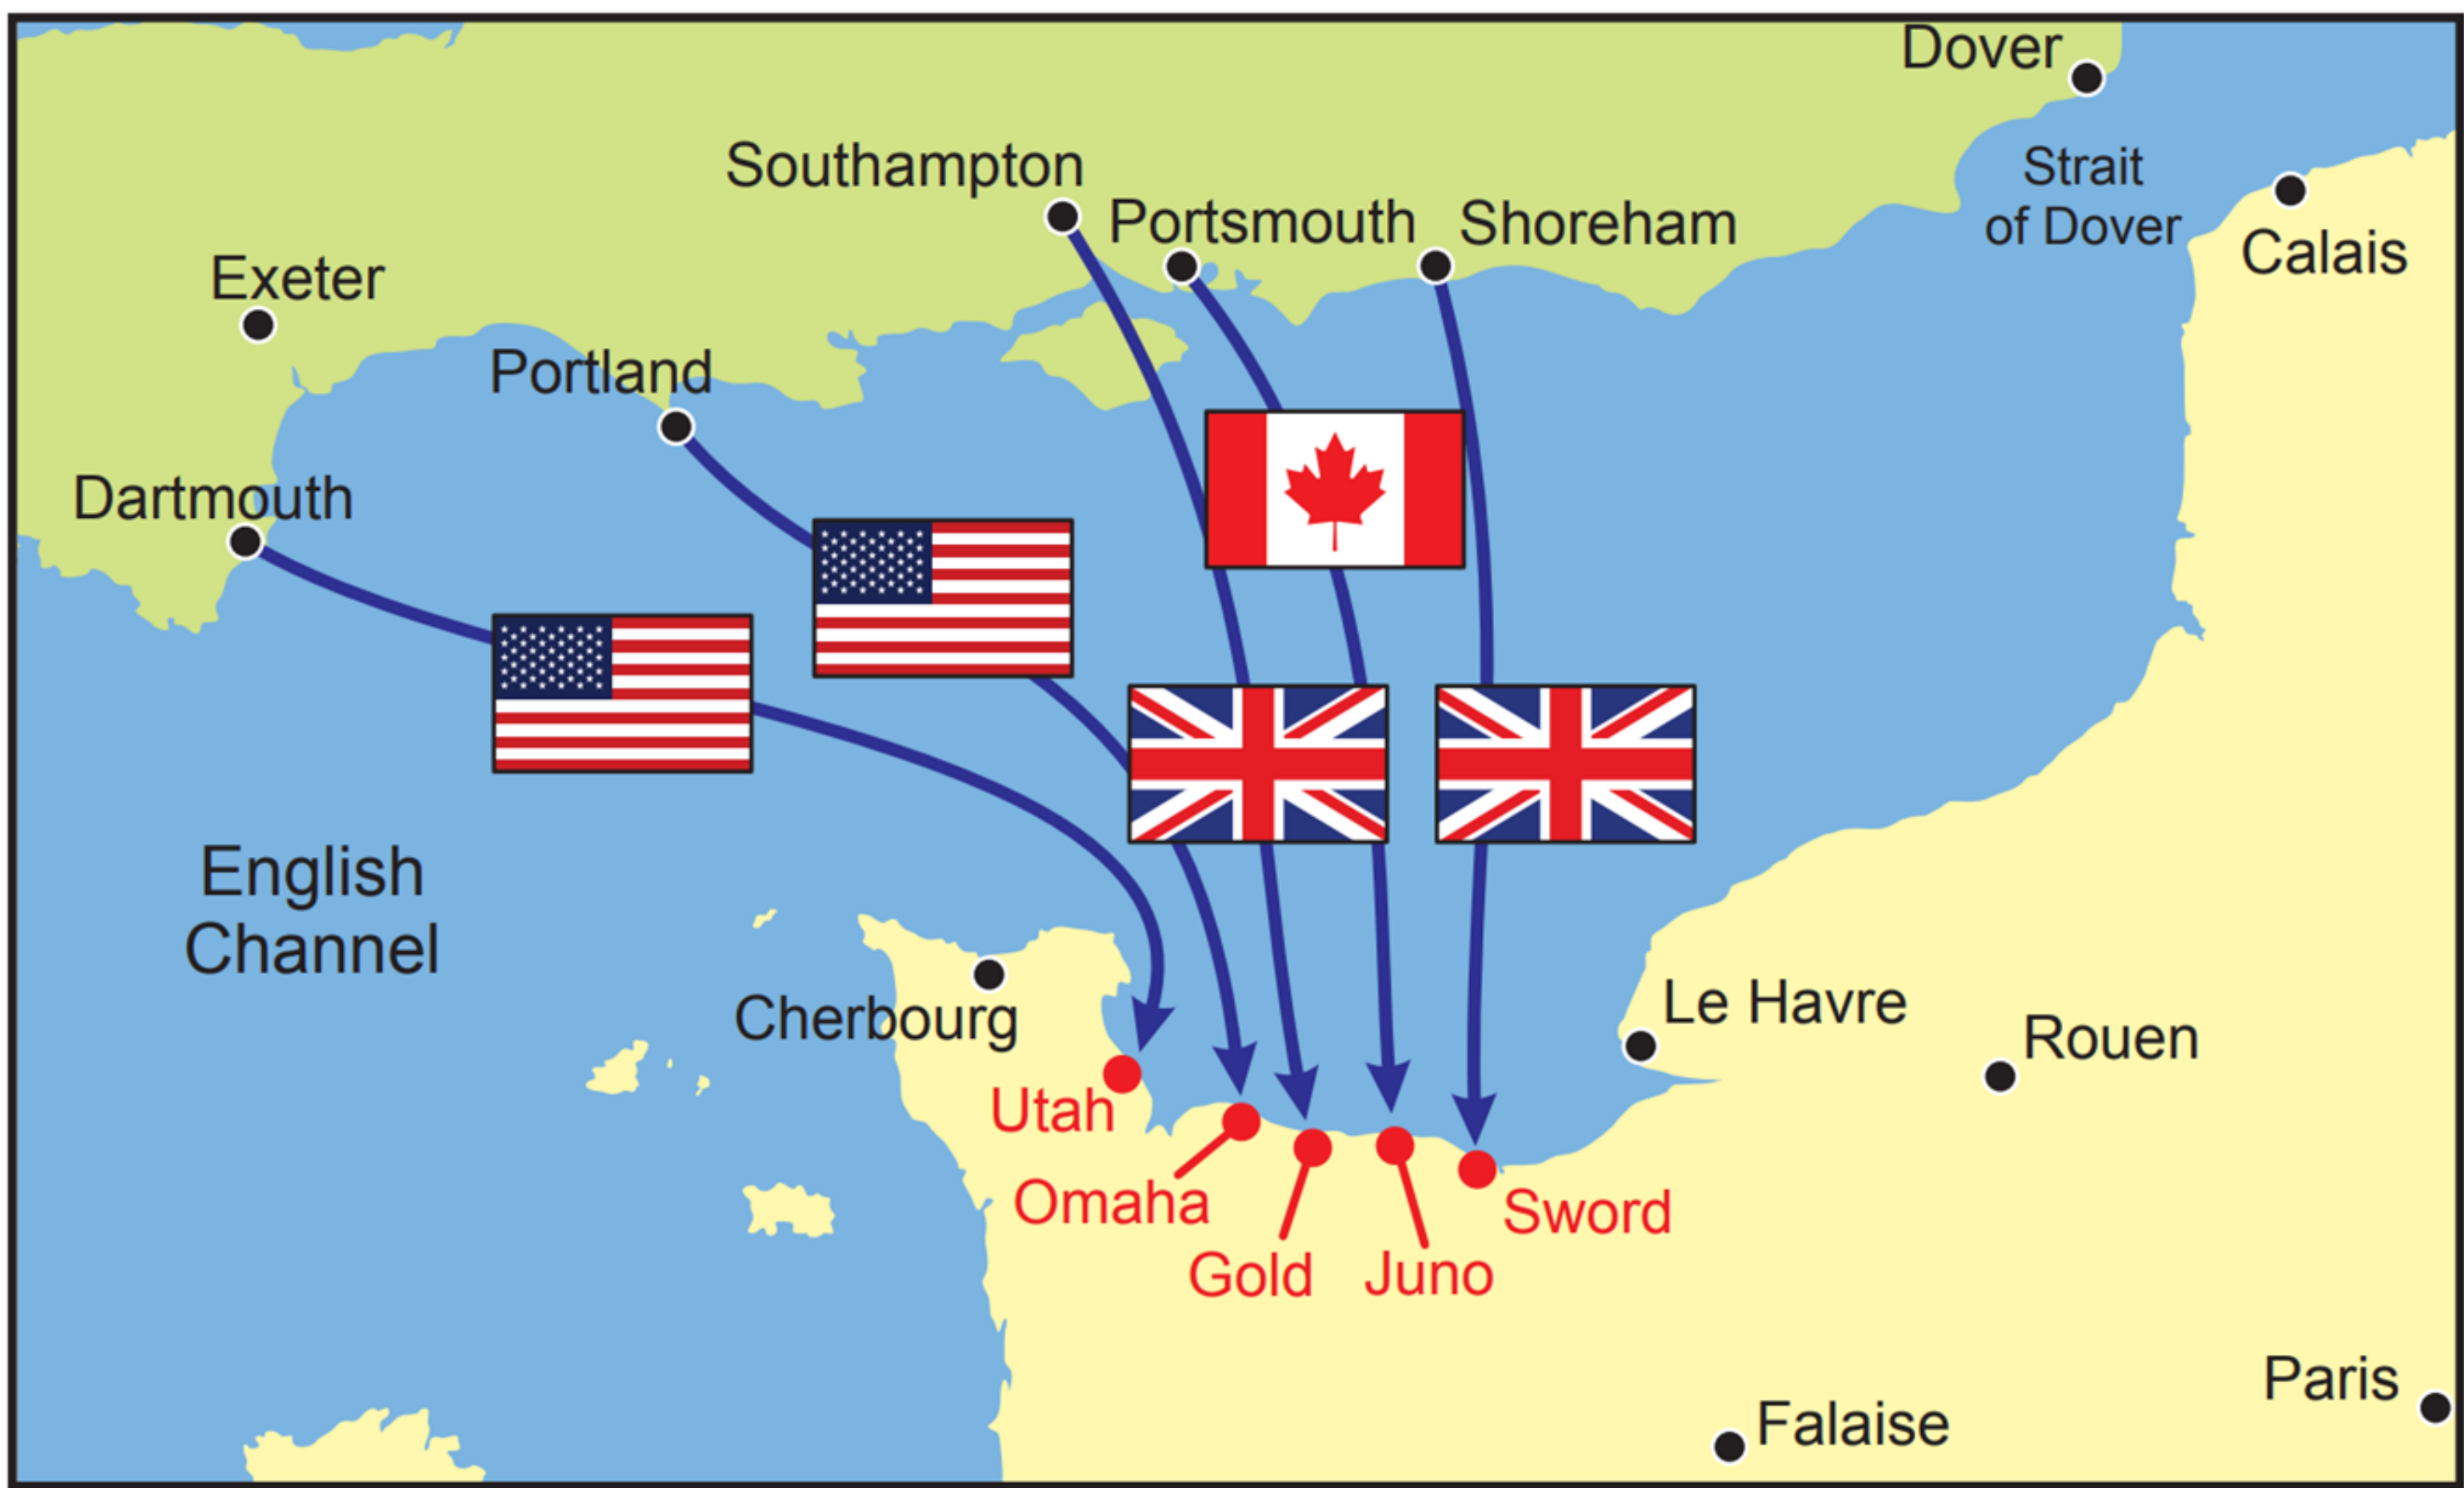 Dover
Strait
of Dover
Calais
Southampton
Portsmouth
Shoreham
Exeter
Portland
Dartmouth
English
Channel
Cherbourg
Le Havre
Rouen
Utah
Omaha
Gold
Juno
Sword
Paris
Falaise